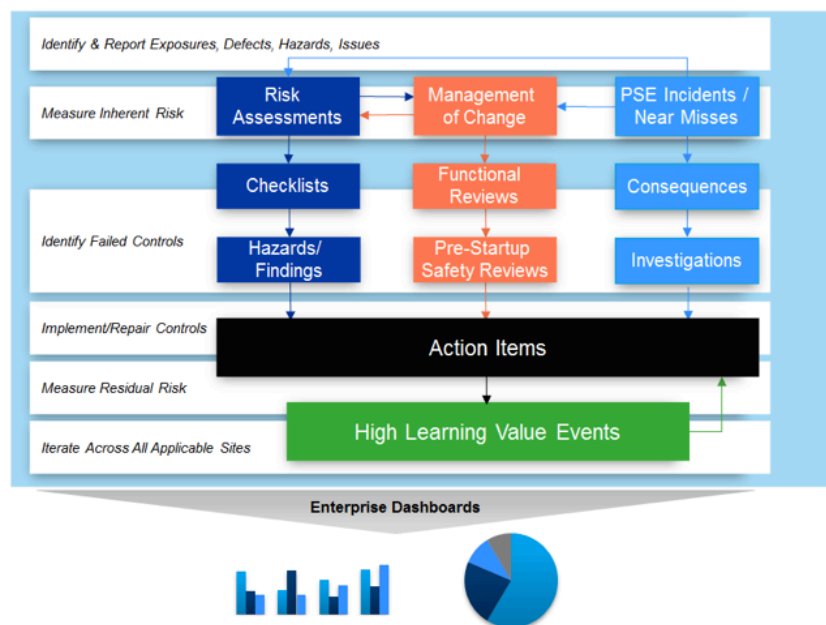 Identify & Report Exposures, Defects, Hazards, Issues
Measure Inherent Risk
Risk
Assessments
Management
of Change
PSE Incidents /
Near Misses
Checklists
Functional
Reviews
Consequences
Identify Failed Controls
Hazards/
Findings
Pre-Startup
Safety Reviews
Investigations
Implement/Repair Controls
Action Items
Measure Residual Risk
High Learning Value Events
Iterate Across All Applicable Sites
Enterprise Dashboards